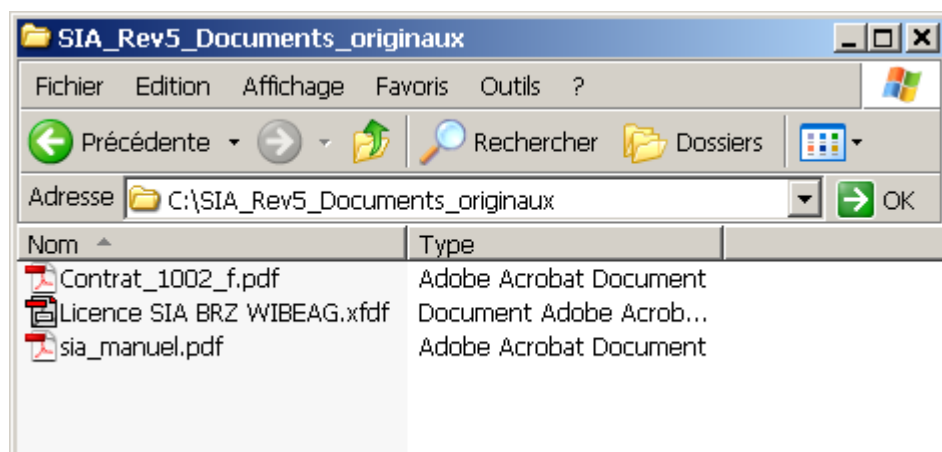 SIA_Rev5_Documents_originaux
Fichier Edition Affichage Favoris Outils ?
Précédente Rechercher Dossiers
Adresse C:\SIA_Rev5_Documents_originaux OK
Nom Type
Contrat_1002_f.pdf Adobe Acrobat Document
Licence SIA BRZ WIBEAG.xfdf Document Adobe Acrob...
sia_manuel.pdf Adobe Acrobat Document